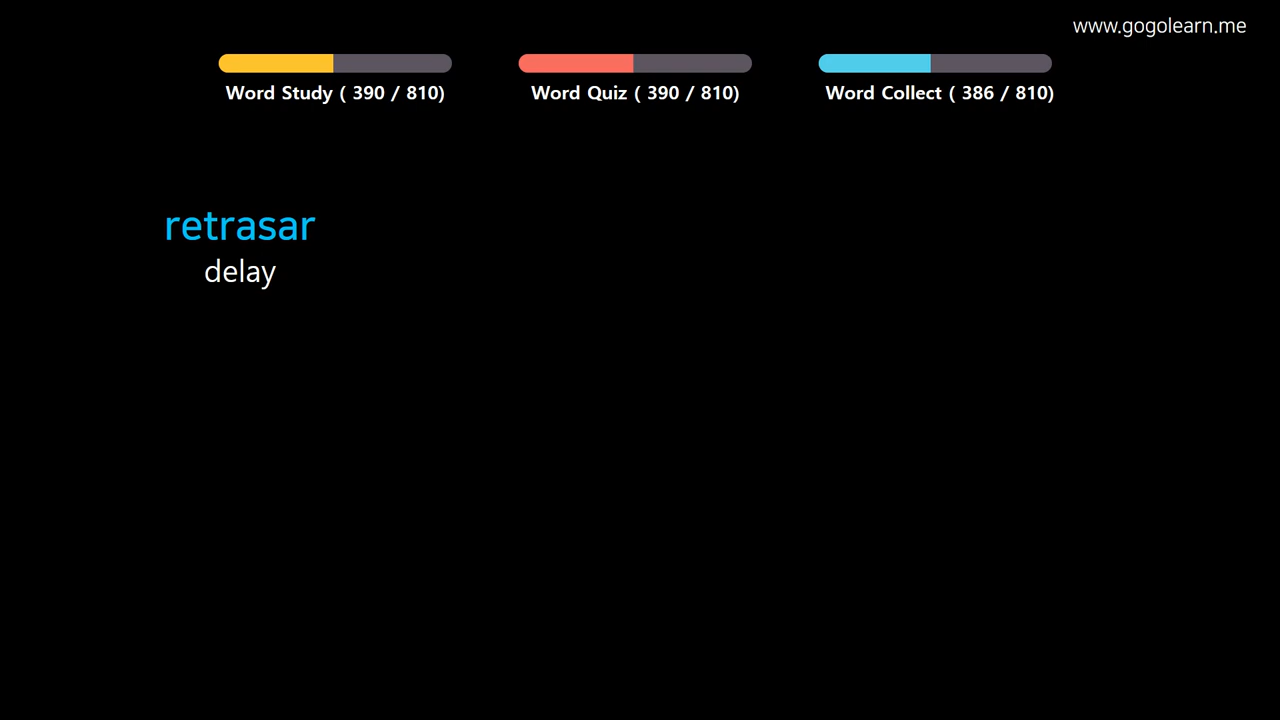 www.gogolearn.me
Word Study ( 390 / 810)
Word Quiz ( 390 / 810)
Word Collect ( 386 / 810)
retrasar
delay